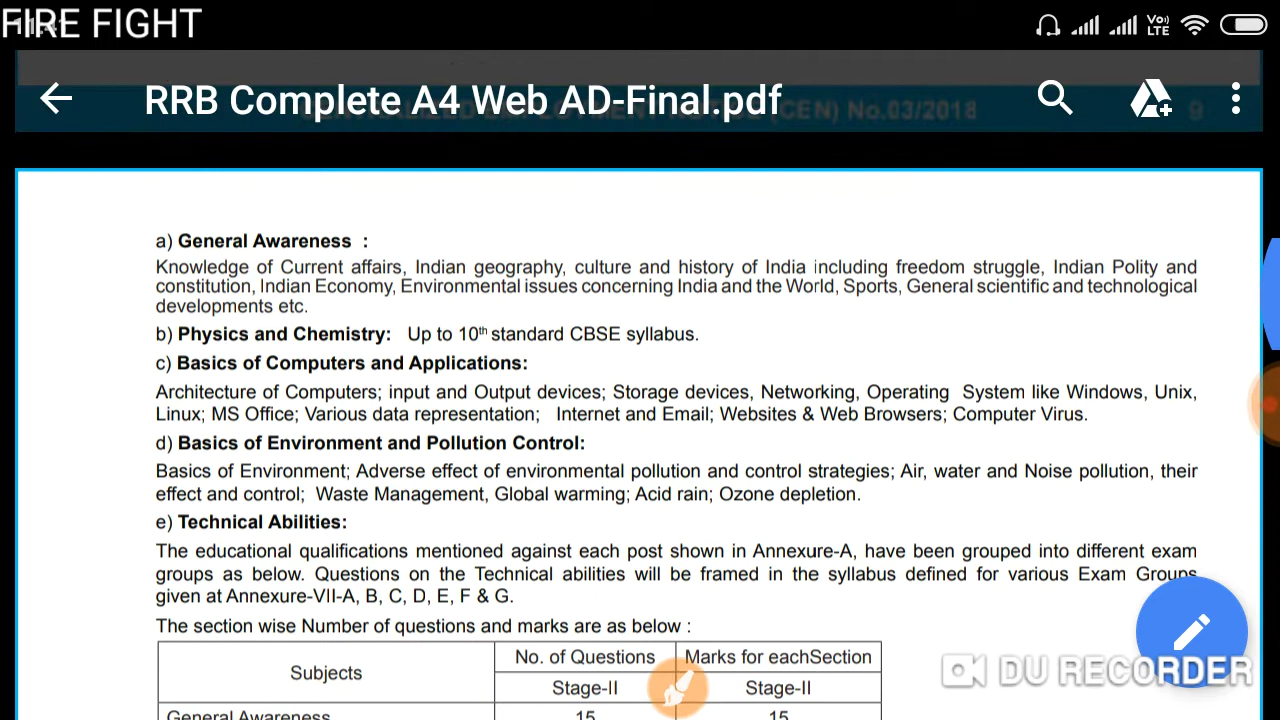 FIRE FIGHT
VoI)
LTE
RRB Complete A4 Web AD-Final.pdf
(CEN) No.03/2018 9
a) General Awareness :
Knowledge of Current affairs, Indian geography, culture and history of India including freedom struggle, Indian Polity and
constitution, Indian Economy, Environmental issues concerning India and the World, Sports, General scientific and technological
developments etc.
b) Physics and Chemistry: Up to 10th standard CBSE syllabus.
c) Basics of Computers and Applications:
Architecture of Computers; input and Output devices; Storage devices, Networking, Operating System like Windows, Unix,
Linux; MS Office; Various data representation; Internet and Email; Websites & Web Browsers; Computer Virus.
d) Basics of Environment and Pollution Control:
Basics of Environment; Adverse effect of environmental pollution and control strategies; Air, water and Noise pollution, their
effect and control; Waste Management, Global warming; Acid rain; Ozone depletion.
e) Technical Abilities:
The educational qualifications mentioned against each post shown in Annexure-A, have been grouped into different exam
groups as below. Questions on the Technical abilities will be framed in the syllabus defined for various Exam Groups
given at Annexure-VII-A, B, C, D, E, F & G.
The section wise Number of questions and marks are as below :
Subjects
No. of Questions
Marks for eachSection
Stage-II
Stage-II
General Awareness 15 15
DU RECORDER